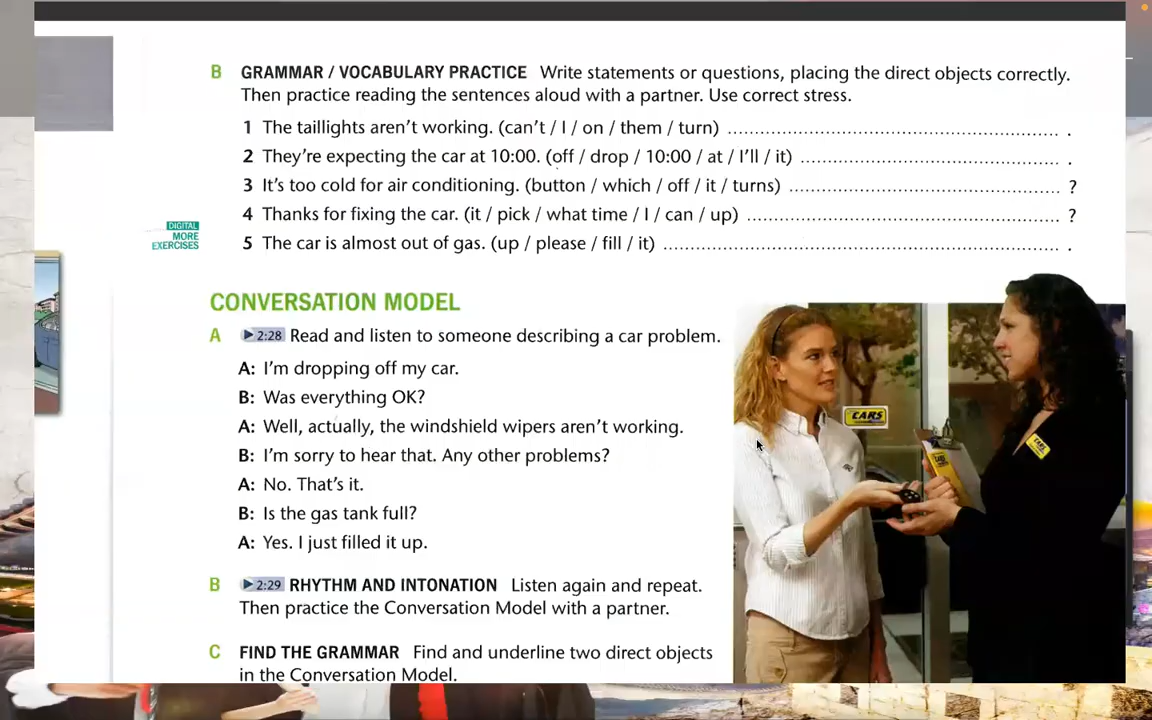 B GRAMMAR / VOCABULARY PRACTICE Write statements or questions, placing the direct objects correctly.
Then practice reading the sentences aloud with a partner. Use correct stress.
1 The taillights aren't working. (can't / I / on / them / turn) .
2 They're expecting the car at 10:00. (off / drop / 10:00 / at / I'll / it) .
3 It's too cold for air conditioning. (button / which / off / it / turns) ?
4 Thanks for fixing the car. (it / pick / what time / I / can / up) ?
DIGITAL
MORE
EXERCISES
5 The car is almost out of gas. (up / please / fill / it) .
CONVERSATION MODEL
A 2:28 Read and listen to someone describing a car problem.
A: I'm dropping off my car.
B: Was everything OK?
A: Well, actually, the windshield wipers aren't working.
B: I'm sorry to hear that. Any other problems?
A: No. That's it.
B: Is the gas tank full?
A: Yes. I just filled it up.
CARS
B 2:29 RHYTHM AND INTONATION Listen again and repeat.
Then practice the Conversation Model with a partner.
C FIND THE GRAMMAR Find and underline two direct objects
in the Conversation Model.